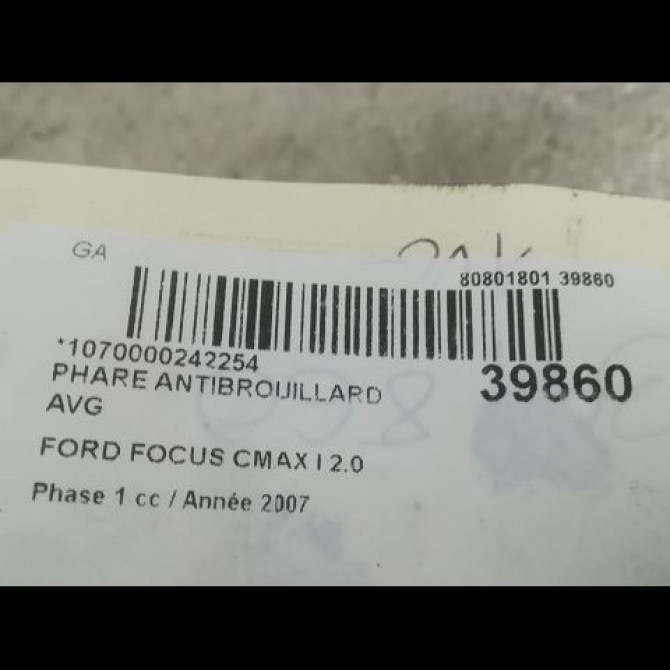 GA
80801801 39860
*1070000242254
39860
PHARE ANTIBROUILLARD
AVG
FORD FOCUS CMAX I 2.0
Phase 1 cc / Année 2007